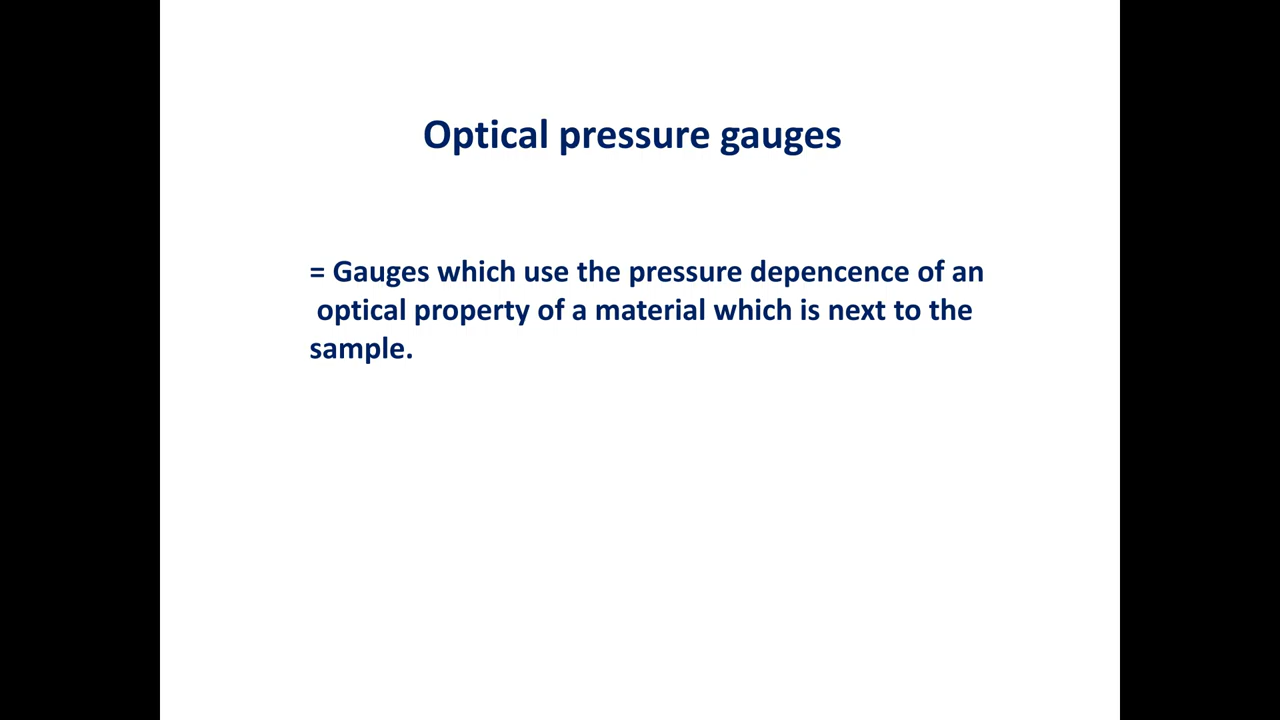 Optical pressure gauges
= Gauges which use the pressure depencence of an
optical property of a material which is next to the
sample.